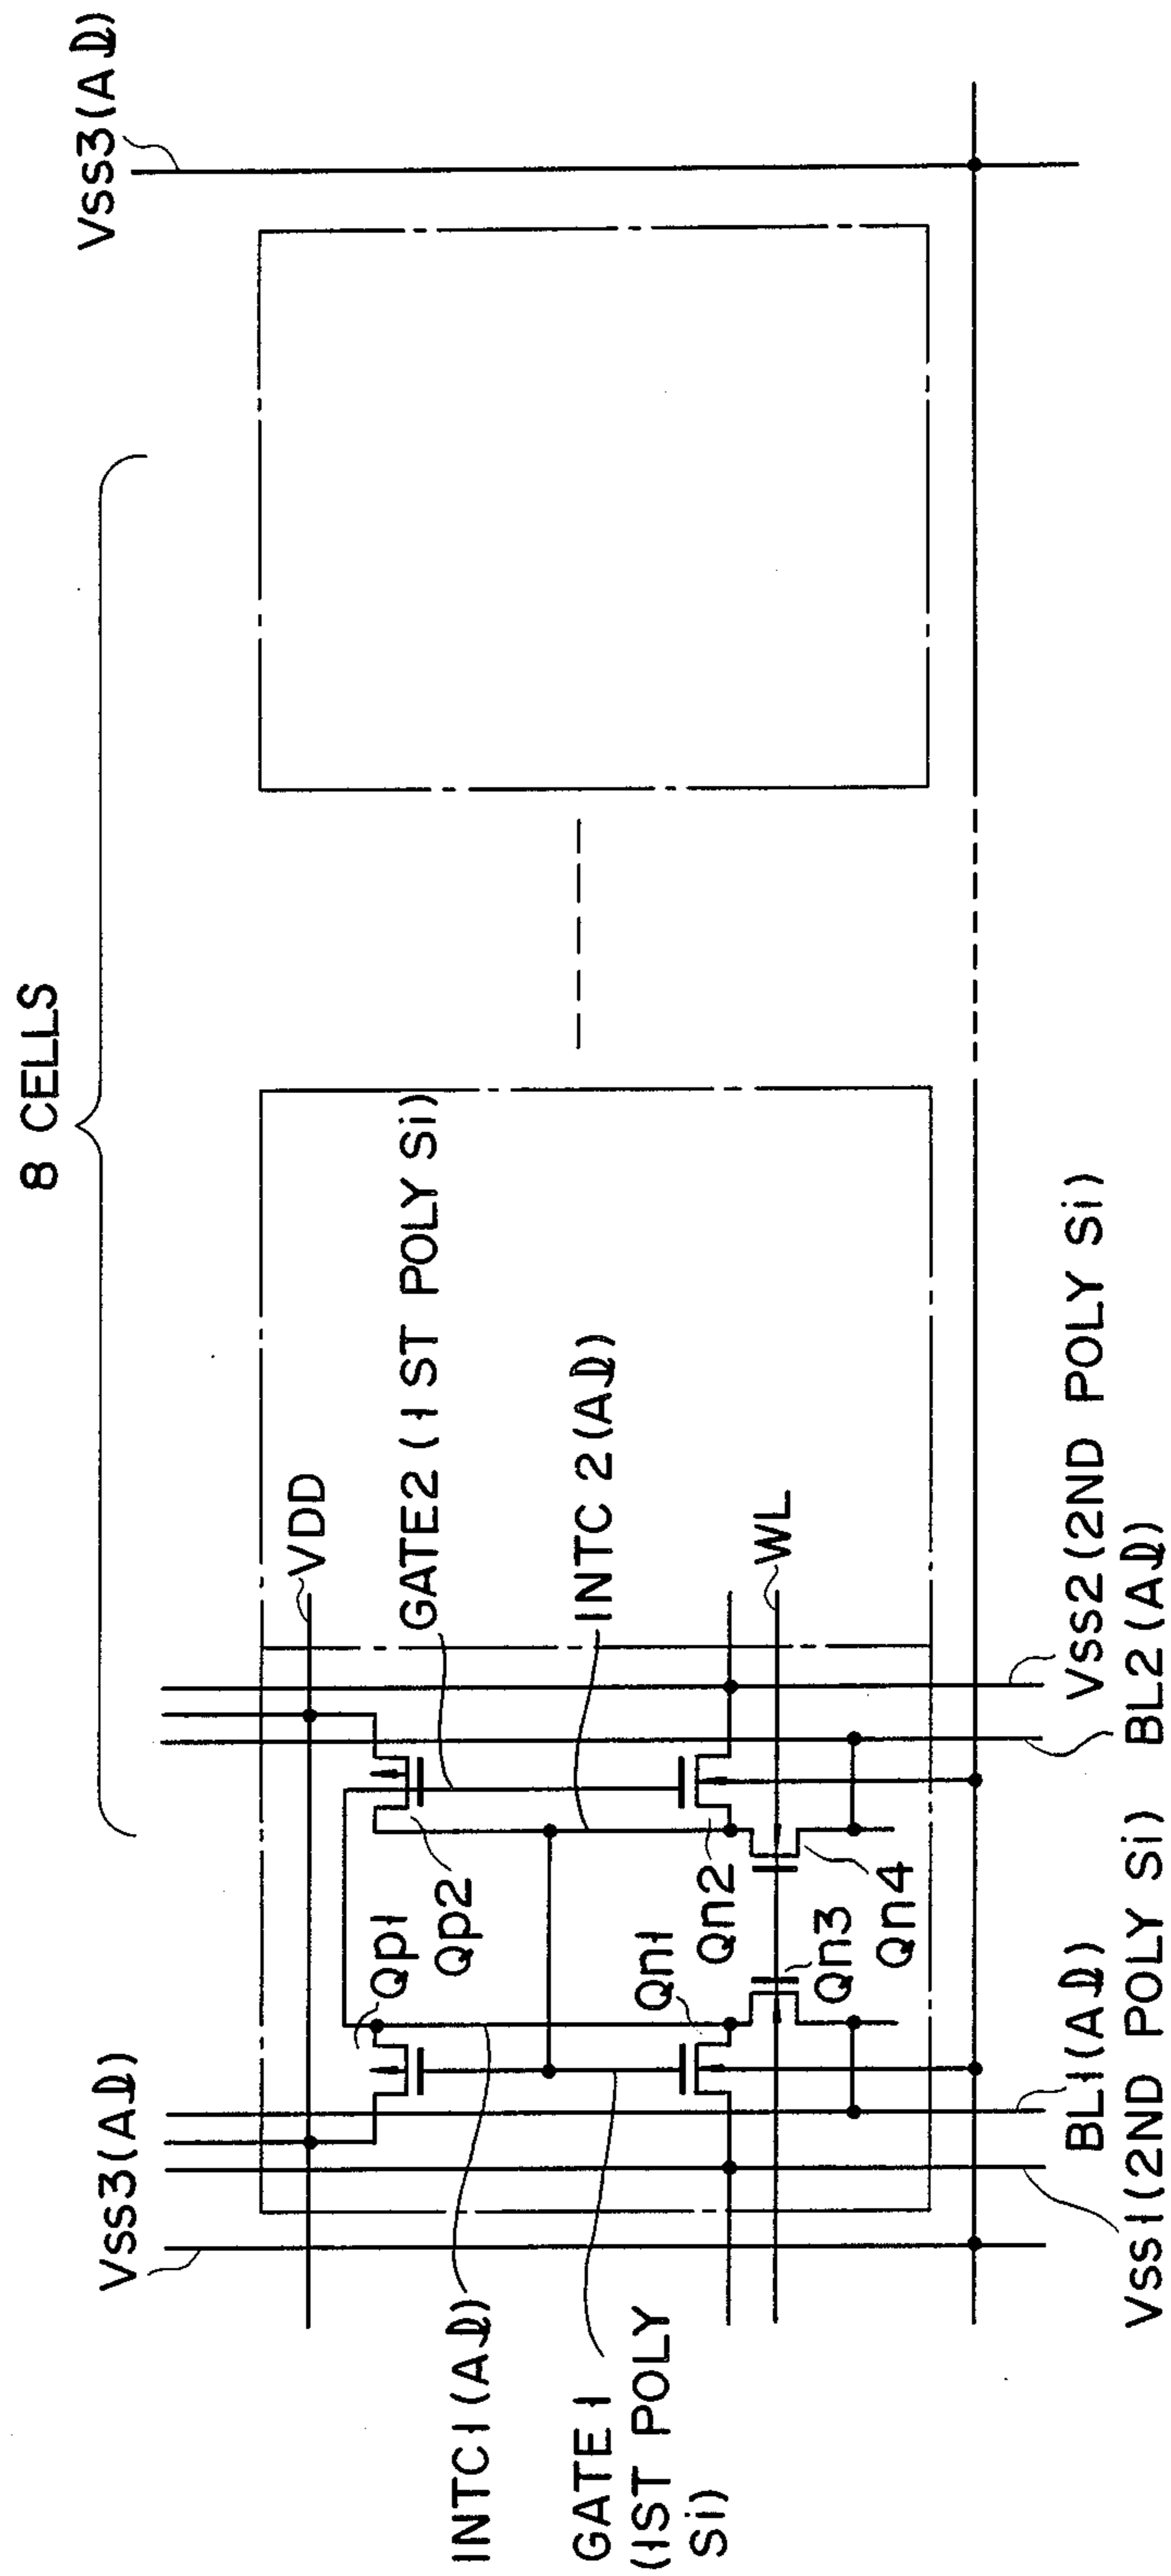 8 CELLS
Vss3(Al)
Vss3(Al)
VDD
GATE2 (1ST POLY Si)
INTC1(Al)
Qp1
Qp2
INTC 2(Al)
GATE 1
(1ST POLY
Si)
Qn1
Qn2
WL
Qn3
Qn4
BL1(Al)
Vss1(2ND POLY Si)
Vss2(2ND POLY Si)
BL2(Al)